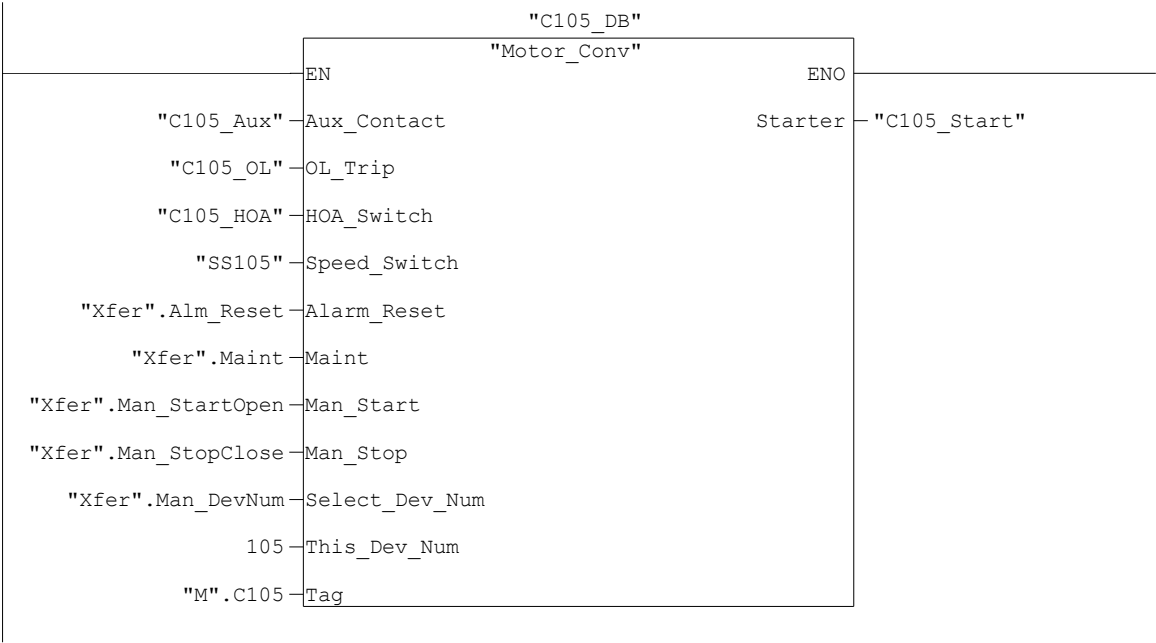 "C105_DB"
"Motor_Conv"
EN ENO
"C105_Aux" Aux_Contact Starter "C105_Start"
"C105_OL" OL_Trip
"C105_HOA" HOA_Switch
"SS105" Speed_Switch
"Xfer".Alm_Reset Alarm_Reset
"Xfer".Maint Maint
"Xfer".Man_StartOpen Man_Start
"Xfer".Man_StopClose Man_Stop
"Xfer".Man_DevNum Select_Dev_Num
105 This_Dev_Num
"M".C105 Tag